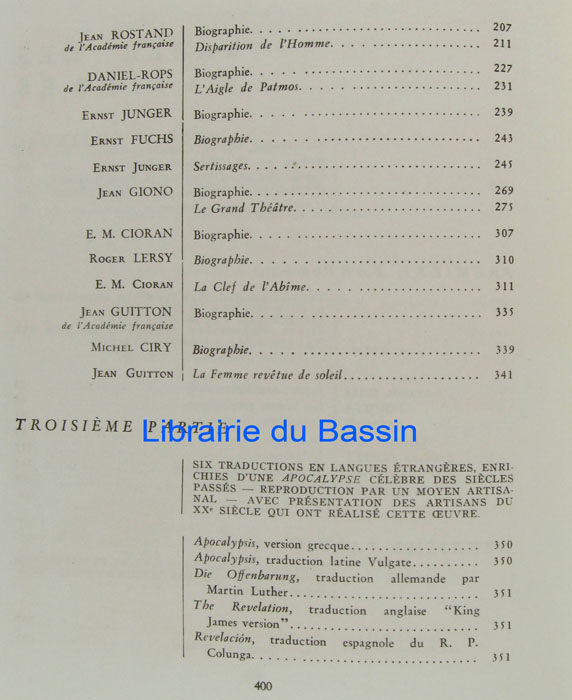 JEAN ROSTAND Biographie. . . . . . . . . . . . . . . . . . . . . . . . . 207
de l'Académie française Disparition de l'Homme. . . . . . . . . . . . . . . . . 211
DANIEL-ROPS Biographie. . . . . . . . . . . . . . . . . . . . . . . . . 227
de l'Académie française L'Aigle de Patmos. . . . . . . . . . . . . . . . . . . . 231
ERNST JUNGER Biographie. . . . . . . . . . . . . . . . . . . . . . . . . 239
ERNST FUCHS Biographie. . . . . . . . . . . . . . . . . . . . . . . . . 243
ERNST JUNGER Sertissages. . . . . . . . . . . . . . . . . . . . . . . . 245
JEAN GIONO Biographie. . . . . . . . . . . . . . . . . . . . . . . . . 269
Le Grand Théâtre. . . . . . . . . . . . . . . . . . . . 275
E. M. CIORAN Biographie. . . . . . . . . . . . . . . . . . . . . . . . . 307
ROGER LERSY Biographie. . . . . . . . . . . . . . . . . . . . . . . . . 310
E. M. CIORAN La Clef de l'Abîme. . . . . . . . . . . . . . . . . . . 311
JEAN GUITTON Biographie. . . . . . . . . . . . . . . . . . . . . . . . . 335
de l'Académie française
MICHEL CIRY Biographie. . . . . . . . . . . . . . . . . . . . . . . . . 339
JEAN GUITTON La Femme revêtue de soleil. . . . . . . . . . . . . . . 341
TROISIÈME PARTIE
Librairie du Bassin
SIX TRADUCTIONS EN LANGUES ÉTRANGÈRES, ENRI-
CHIES D'UNE APOCALYPSE CÉLÈBRE DES SIÈCLES
PASSÉS — REPRODUCTION PAR UN MOYEN ARTISA-
NAL — AVEC PRÉSENTATION DES ARTISANS DU
XXe SIÈCLE QUI ONT RÉALISÉ CETTE ŒUVRE.
Apocalypsis, version grecque. . . . . . . . . . . . . . . . 350
Apocalypsis, traduction latine Vulgate. . . . . . . . . . 350
Die Offenbarung, traduction allemande par
Martin Luther. . . . . . . . . . . . . . . . . . . . . . . 351
The Revelation, traduction anglaise "King
James version". . . . . . . . . . . . . . . . . . . . . . . 351
Revelación, traduction espagnole du R. P.
Colunga. . . . . . . . . . . . . . . . . . . . . . . . . . . 351
400